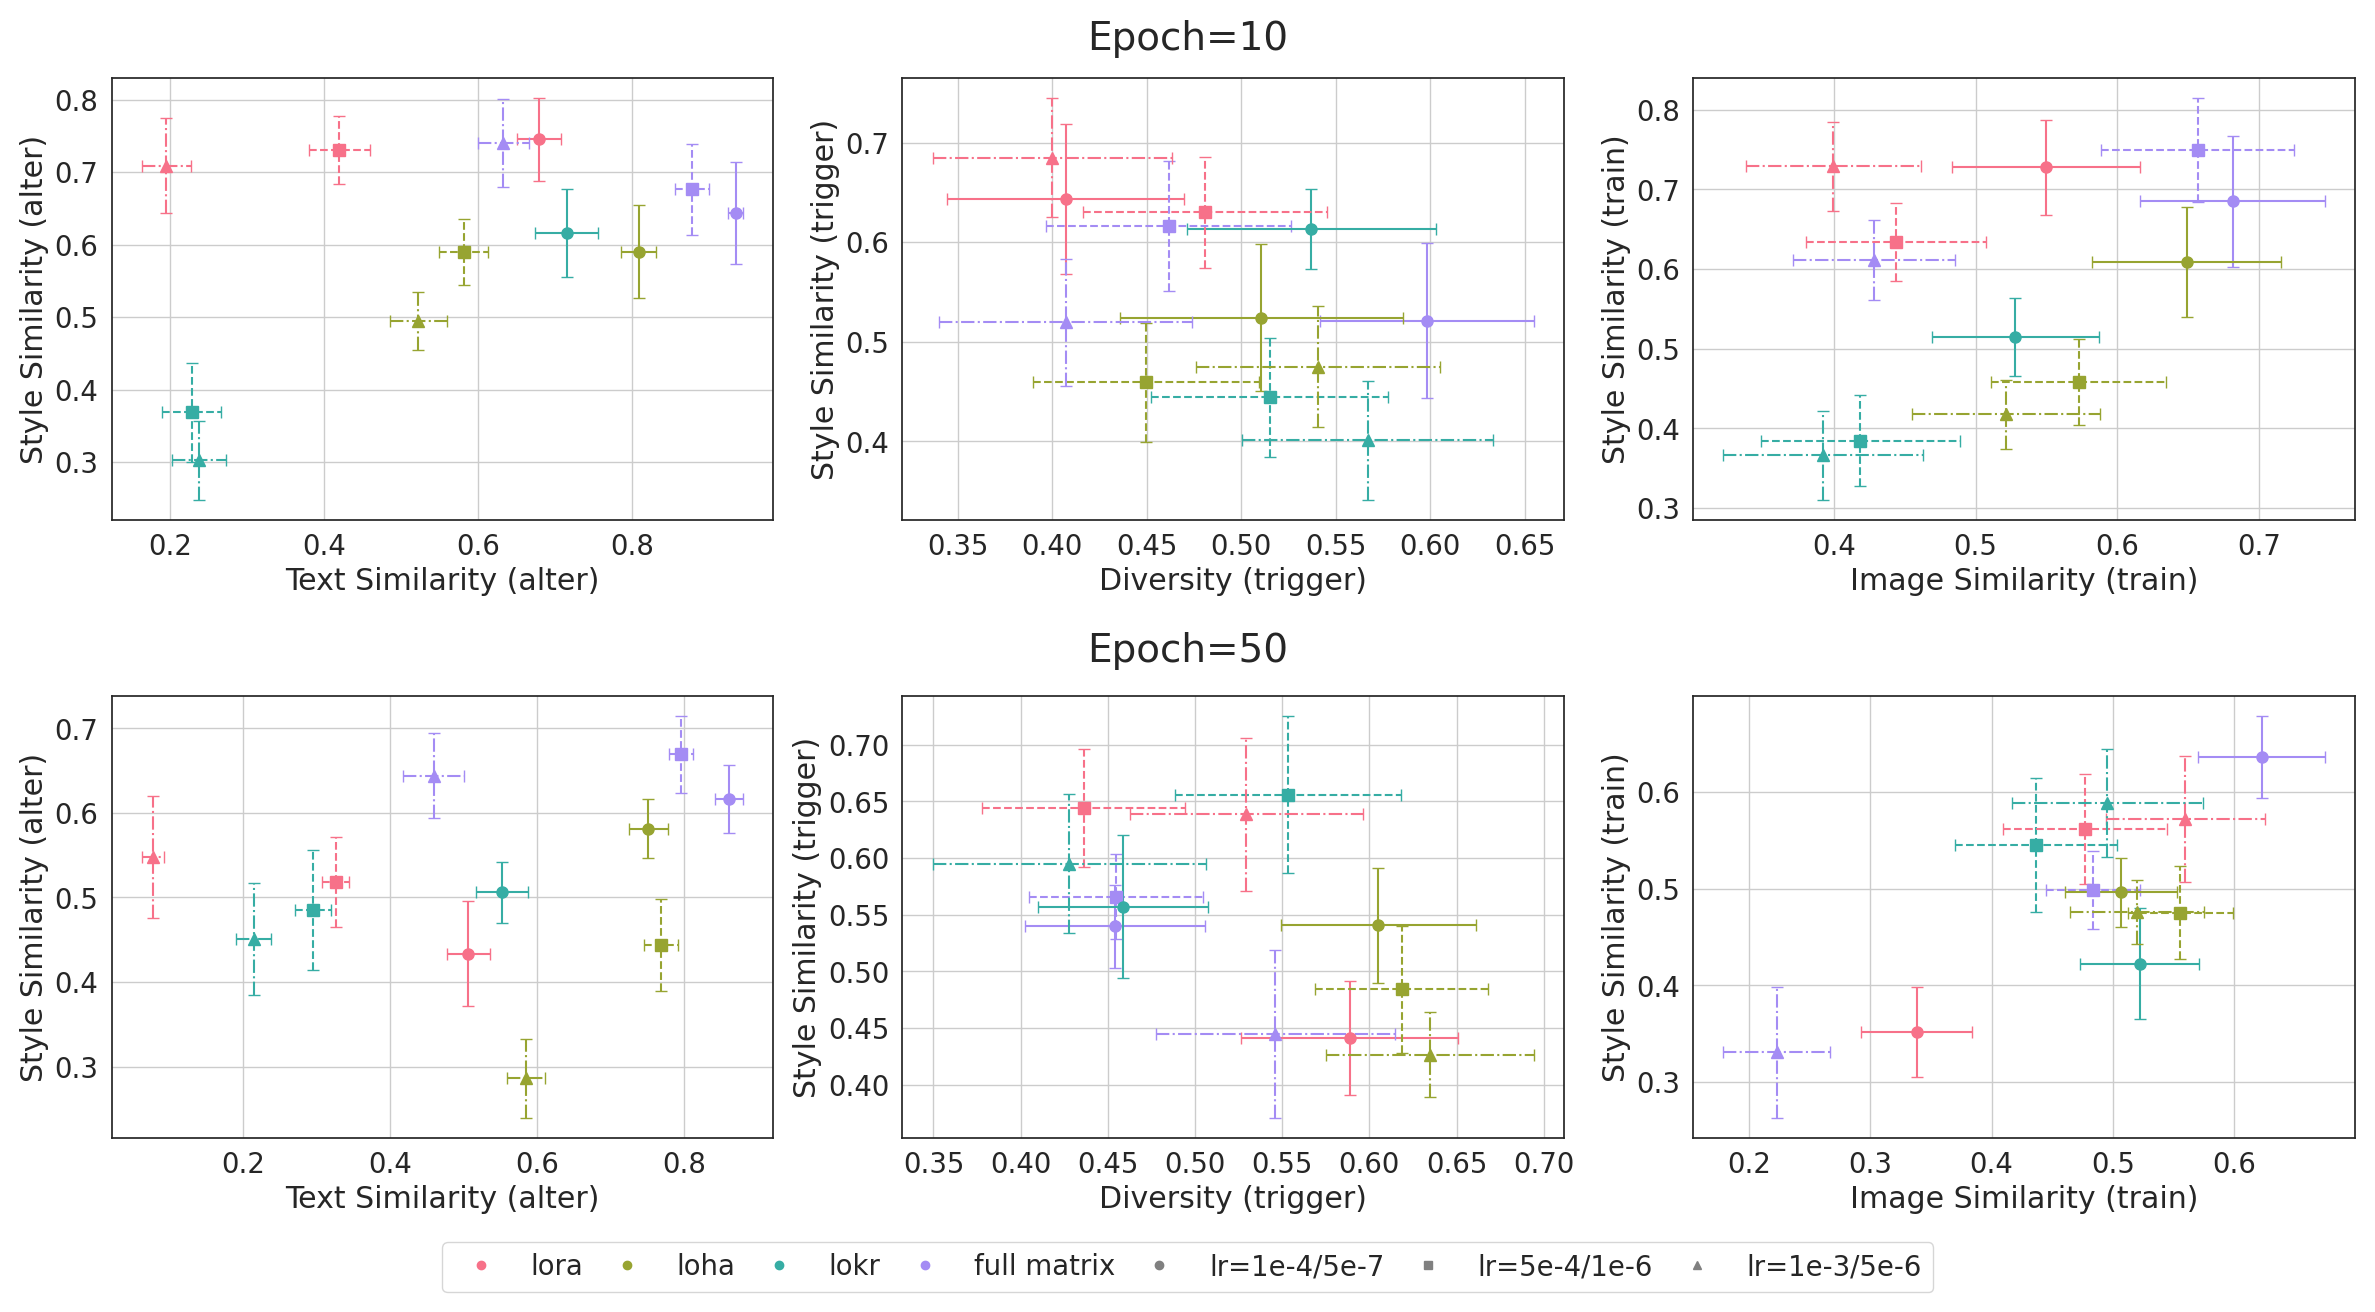 Epoch=10
Style Similarity (alter)
0.8
0.7
0.6
0.5
0.4
0.3
0.2 0.4 0.6 0.8
Text Similarity (alter)
Style Similarity (trigger)
0.7
0.6
0.5
0.4
0.35 0.40 0.45 0.50 0.55 0.60 0.65
Diversity (trigger)
Style Similarity (train)
0.8
0.7
0.6
0.5
0.4
0.3
0.4 0.5 0.6 0.7
Image Similarity (train)
Epoch=50
Style Similarity (alter)
0.7
0.6
0.5
0.4
0.3
0.2 0.4 0.6 0.8
Text Similarity (alter)
Style Similarity (trigger)
0.70
0.65
0.60
0.55
0.50
0.45
0.40
0.35 0.40 0.45 0.50 0.55 0.60 0.65 0.70
Diversity (trigger)
Style Similarity (train)
0.6
0.5
0.4
0.3
0.2 0.3 0.4 0.5 0.6
Image Similarity (train)
lora loha lokr full matrix lr=1e-4/5e-7 lr=5e-4/1e-6 lr=1e-3/5e-6